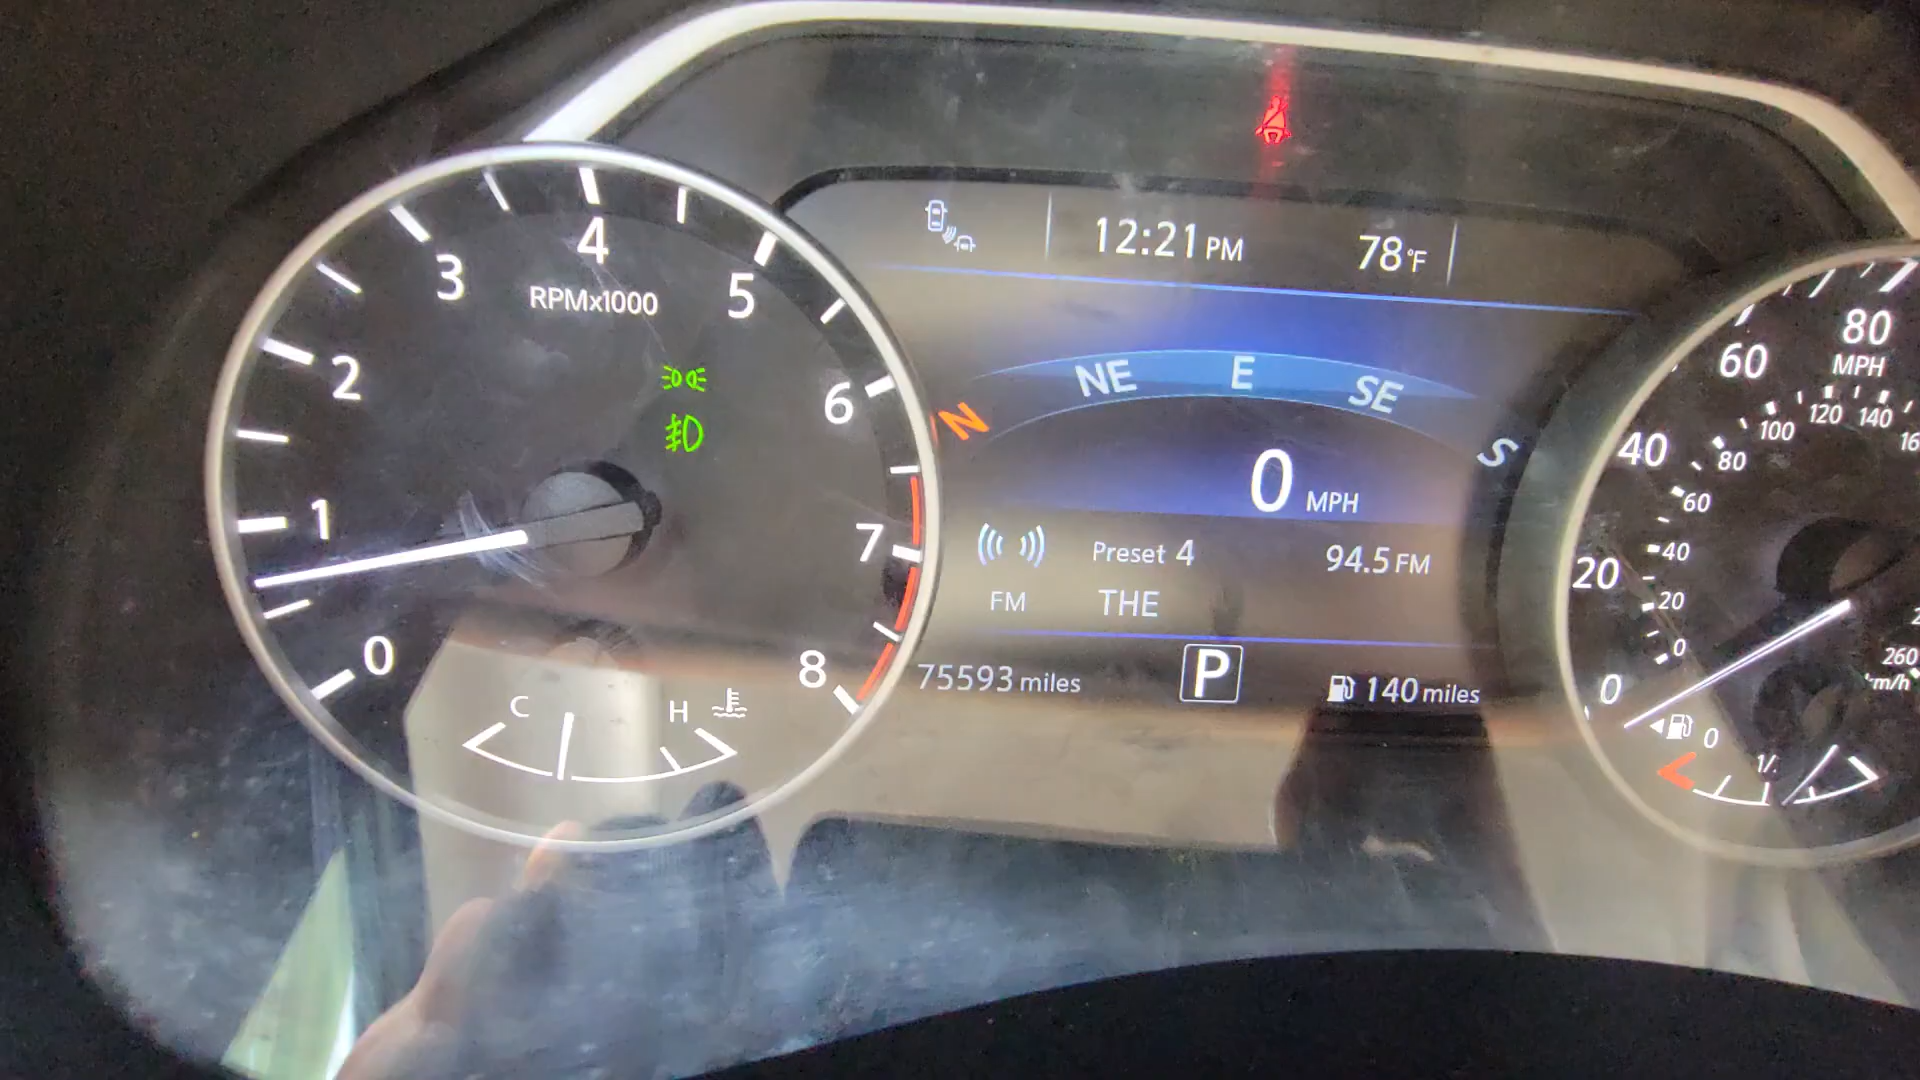 12:21 PM 78°F
NE E SE
N S
0 MPH
Preset 4 94.5 FM
FM THE
75593 miles P 140 miles
0 1 2 3 4 5 6 7 8
RPMx1000
C H
0 20 40 60 80
MPH
0 20 40 60 80 100 120 140
260
km/h
0